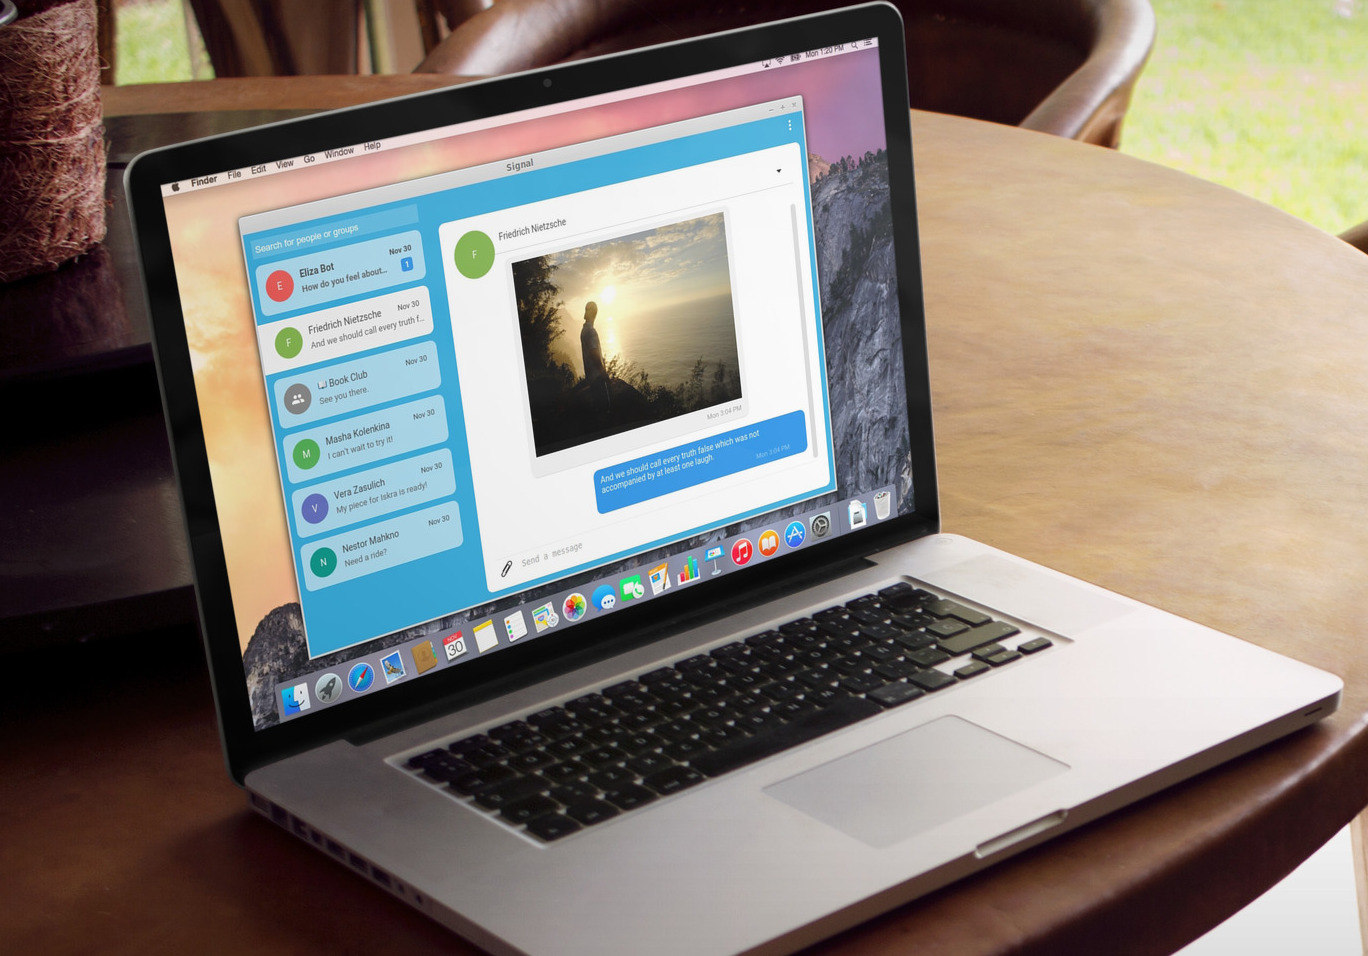 Finder File Edit View Go Window Help
Mon 1:20 PM
Signal
Search for people or groups
E
Eliza Bot
Nov 30
How do you feel about...
1
F
Friedrich Nietzsche
Nov 30
And we should call every truth f...
Book Club
Nov 30
See you there.
M
Masha Kolenkina
Nov 30
I can't wait to try it!
V
Vera Zasulich
Nov 30
My piece for Iskra is ready!
N
Nestor Mahkno
Nov 30
Need a ride?
F
Friedrich Nietzsche
Mon 3:04 PM
And we should call every truth false which was not
accompanied by at least one laugh.
Mon 3:04 PM
Send a message
NOV
30